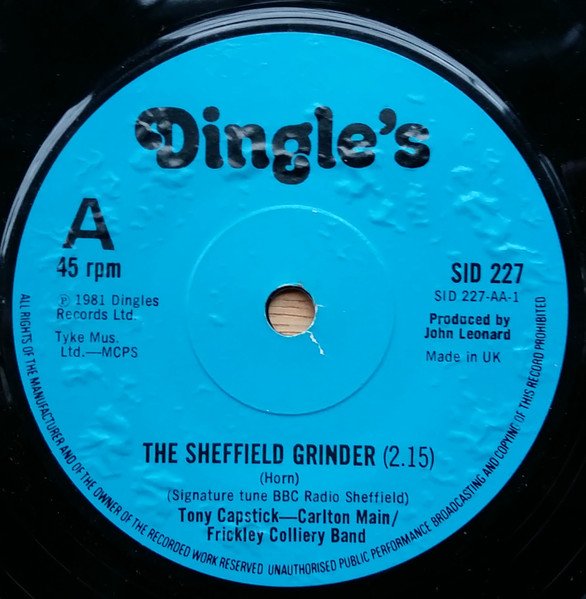 Dingle's
A
45 rpm
℗ 1981 Dingles
Records Ltd.
Tyke Mus.
Ltd.—MCPS
SID 227
SID 227-AA-1
Produced by
John Leonard
Made in UK
THE SHEFFIELD GRINDER (2.15)
(Horn)
(Signature tune BBC Radio Sheffield)
Tony Capstick—Carlton Main/
Frickley Colliery Band
ALL RIGHTS OF THE MANUFACTURER AND OF THE OWNER OF THE RECORDED WORK RESERVED UNAUTHORISED PUBLIC PERFORMANCE BROADCASTING AND COPYING OF THIS RECORD PROHIBITED